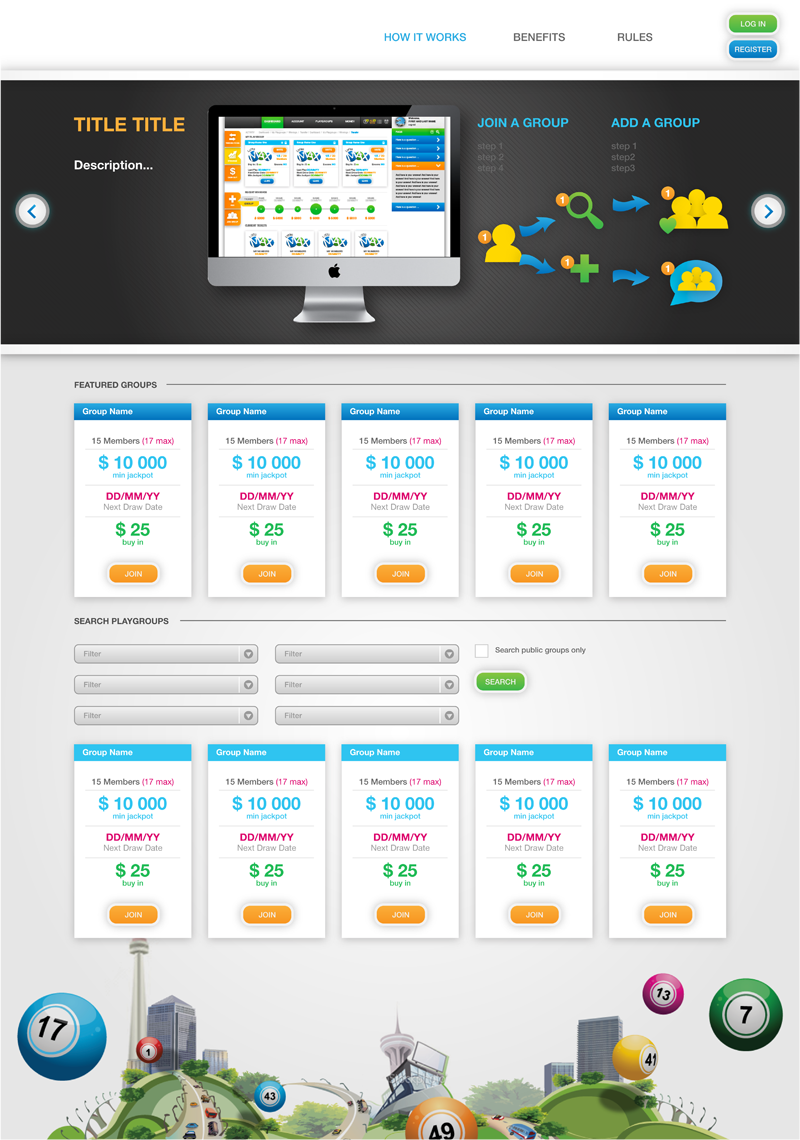 HOW IT WORKS
BENEFITS
RULES
LOG IN
REGISTER
TITLE TITLE
Description...
JOIN A GROUP
step 1
step 2
step 4
ADD A GROUP
step 1
step2
step3
1
1
1
1
1
FEATURED GROUPS
Group Name
15 Members (17 max)
$ 10 000
min jackpot
DD/MM/YY
Next Draw Date
$ 25
buy in
JOIN
Group Name
15 Members (17 max)
$ 10 000
min jackpot
DD/MM/YY
Next Draw Date
$ 25
buy in
JOIN
Group Name
15 Members (17 max)
$ 10 000
min jackpot
DD/MM/YY
Next Draw Date
$ 25
buy in
JOIN
Group Name
15 Members (17 max)
$ 10 000
min jackpot
DD/MM/YY
Next Draw Date
$ 25
buy in
JOIN
Group Name
15 Members (17 max)
$ 10 000
min jackpot
DD/MM/YY
Next Draw Date
$ 25
buy in
JOIN
SEARCH PLAYGROUPS
Filter
Filter
Search public groups only
Filter
Filter
SEARCH
Filter
Filter
Group Name
15 Members (17 max)
$ 10 000
min jackpot
DD/MM/YY
Next Draw Date
$ 25
buy in
JOIN
Group Name
15 Members (17 max)
$ 10 000
min jackpot
DD/MM/YY
Next Draw Date
$ 25
buy in
JOIN
Group Name
15 Members (17 max)
$ 10 000
min jackpot
DD/MM/YY
Next Draw Date
$ 25
buy in
JOIN
Group Name
15 Members (17 max)
$ 10 000
min jackpot
DD/MM/YY
Next Draw Date
$ 25
buy in
JOIN
Group Name
15 Members (17 max)
$ 10 000
min jackpot
DD/MM/YY
Next Draw Date
$ 25
buy in
JOIN
17
1
43
49
41
13
7